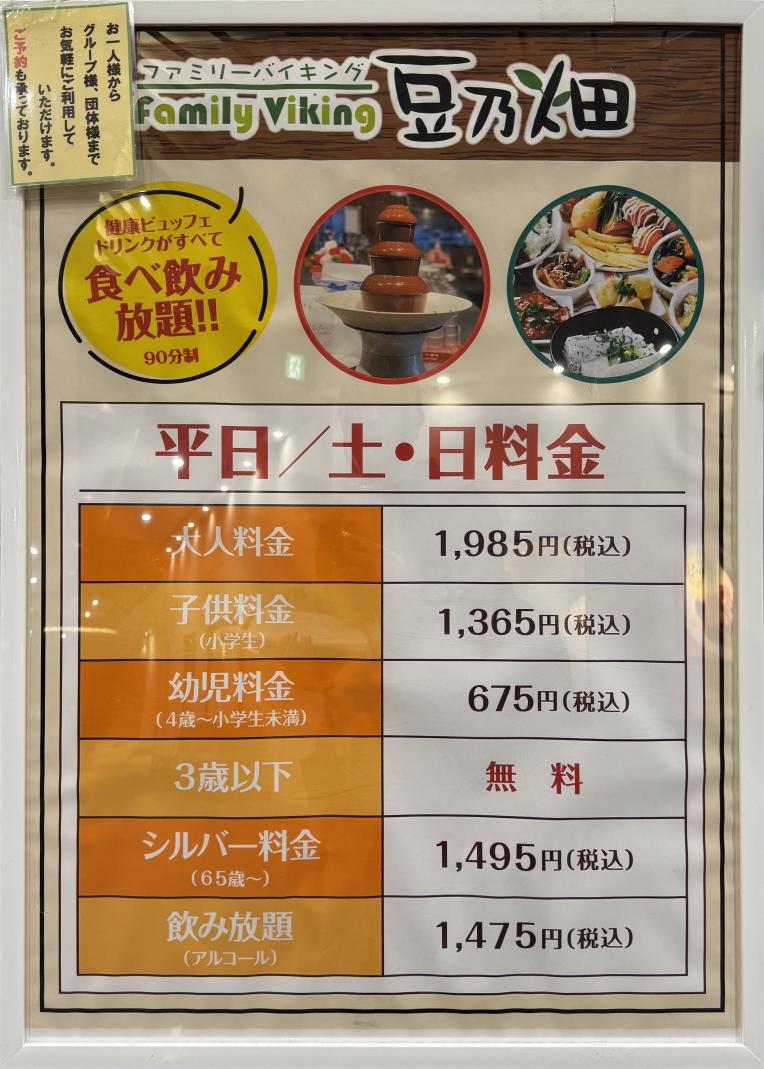 お一人様から
グループ様、団体様まで
お気軽にご利用して
いただけます。
ご予約も承っております。
ファミリーバイキング
Family Viking
豆乃畑
健康ビュッフェ
ドリンクがすべて
食べ飲み
放題!!
90分制
平日／土・日料金
大人料金 1,985円(税込)
子供料金 1,365円(税込)
(小学生)
幼児料金 675円(税込)
(4歳〜小学生未満)
3歳以下 無料
シルバー料金 1,495円(税込)
(65歳〜)
飲み放題 1,475円(税込)
(アルコール)